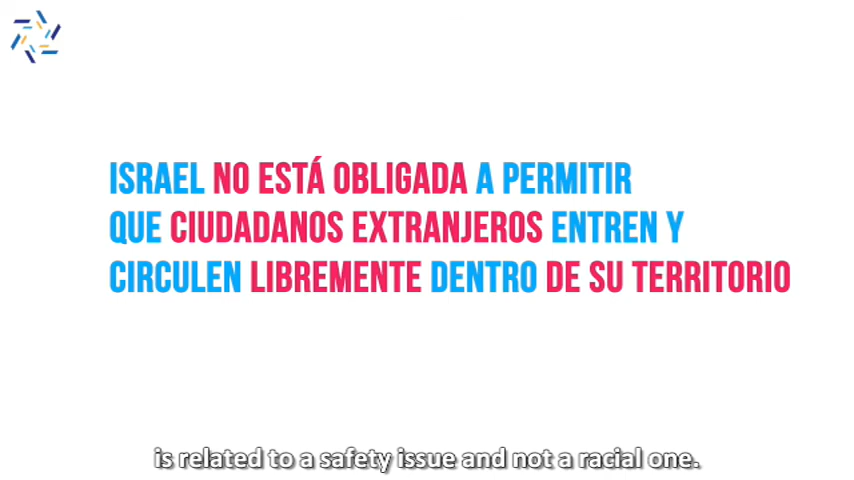 ISRAEL NO ESTÁ OBLIGADA A PERMITIR
QUE CIUDADANOS EXTRANJEROS ENTREN Y
CIRCULEN LIBREMENTE DENTRO DE SU TERRITORIO
is related to a safety issue and not a racial one.